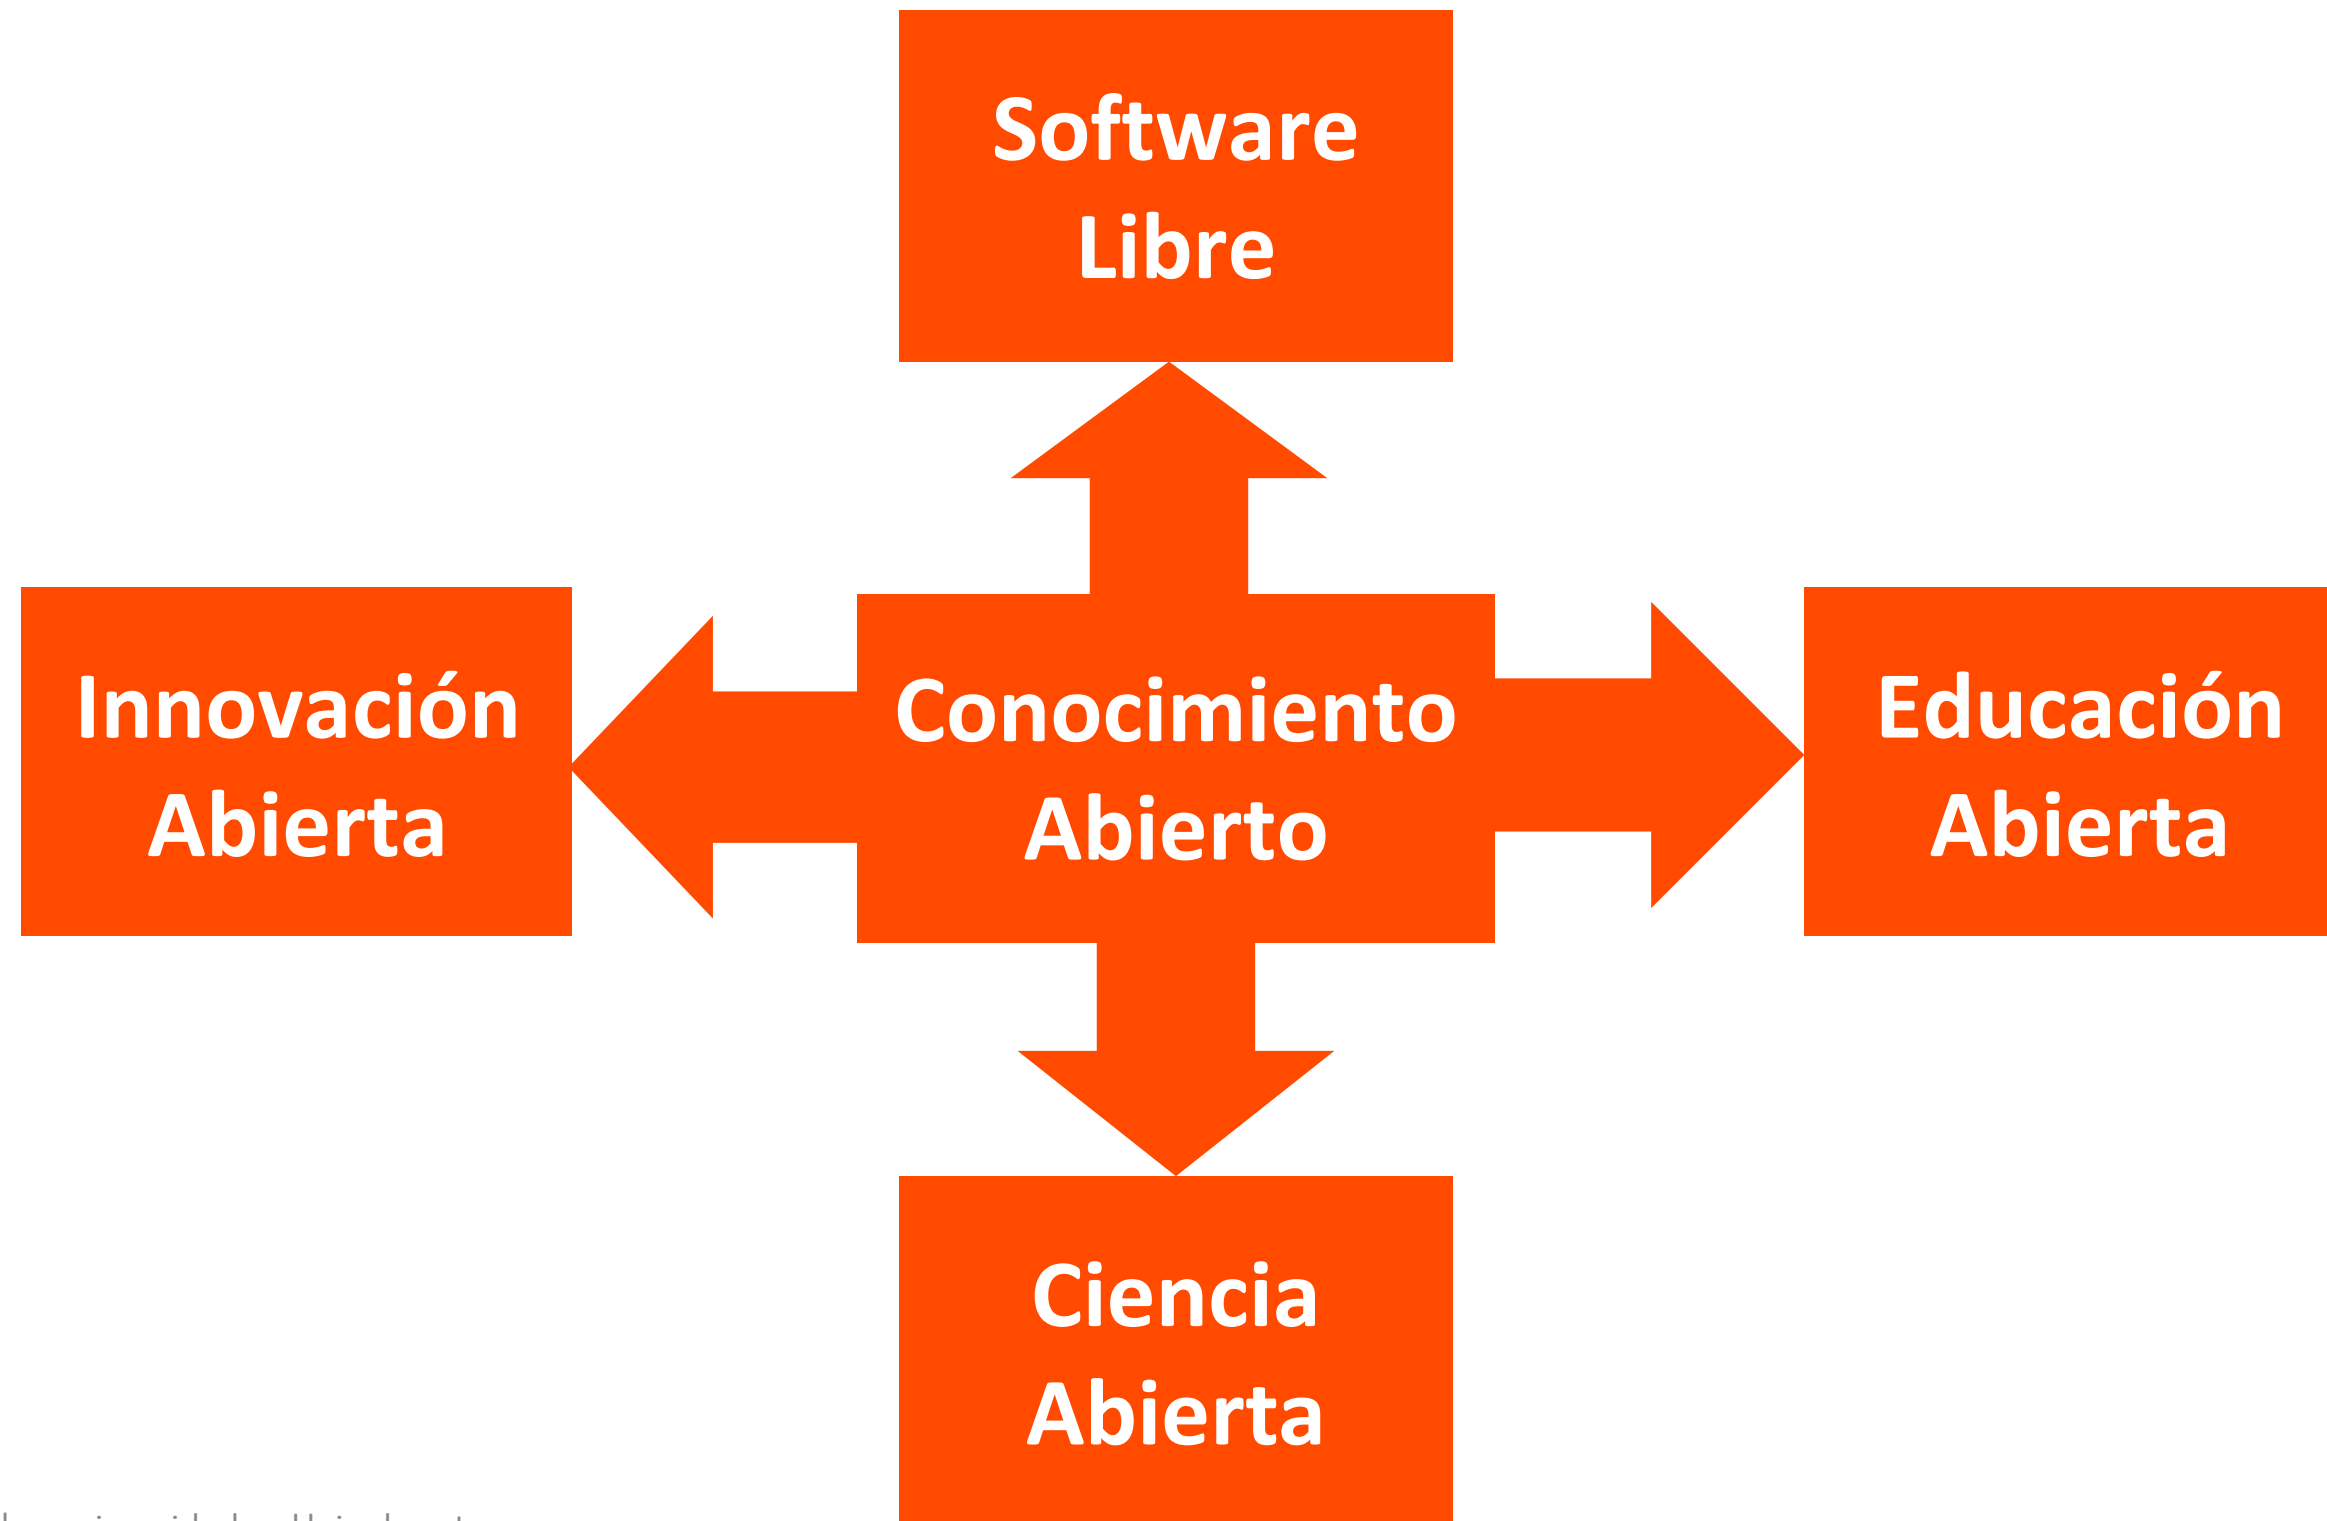 Software
Libre
Innovación
Abierta
Conocimiento
Abierto
Educación
Abierta
Ciencia
Abierta